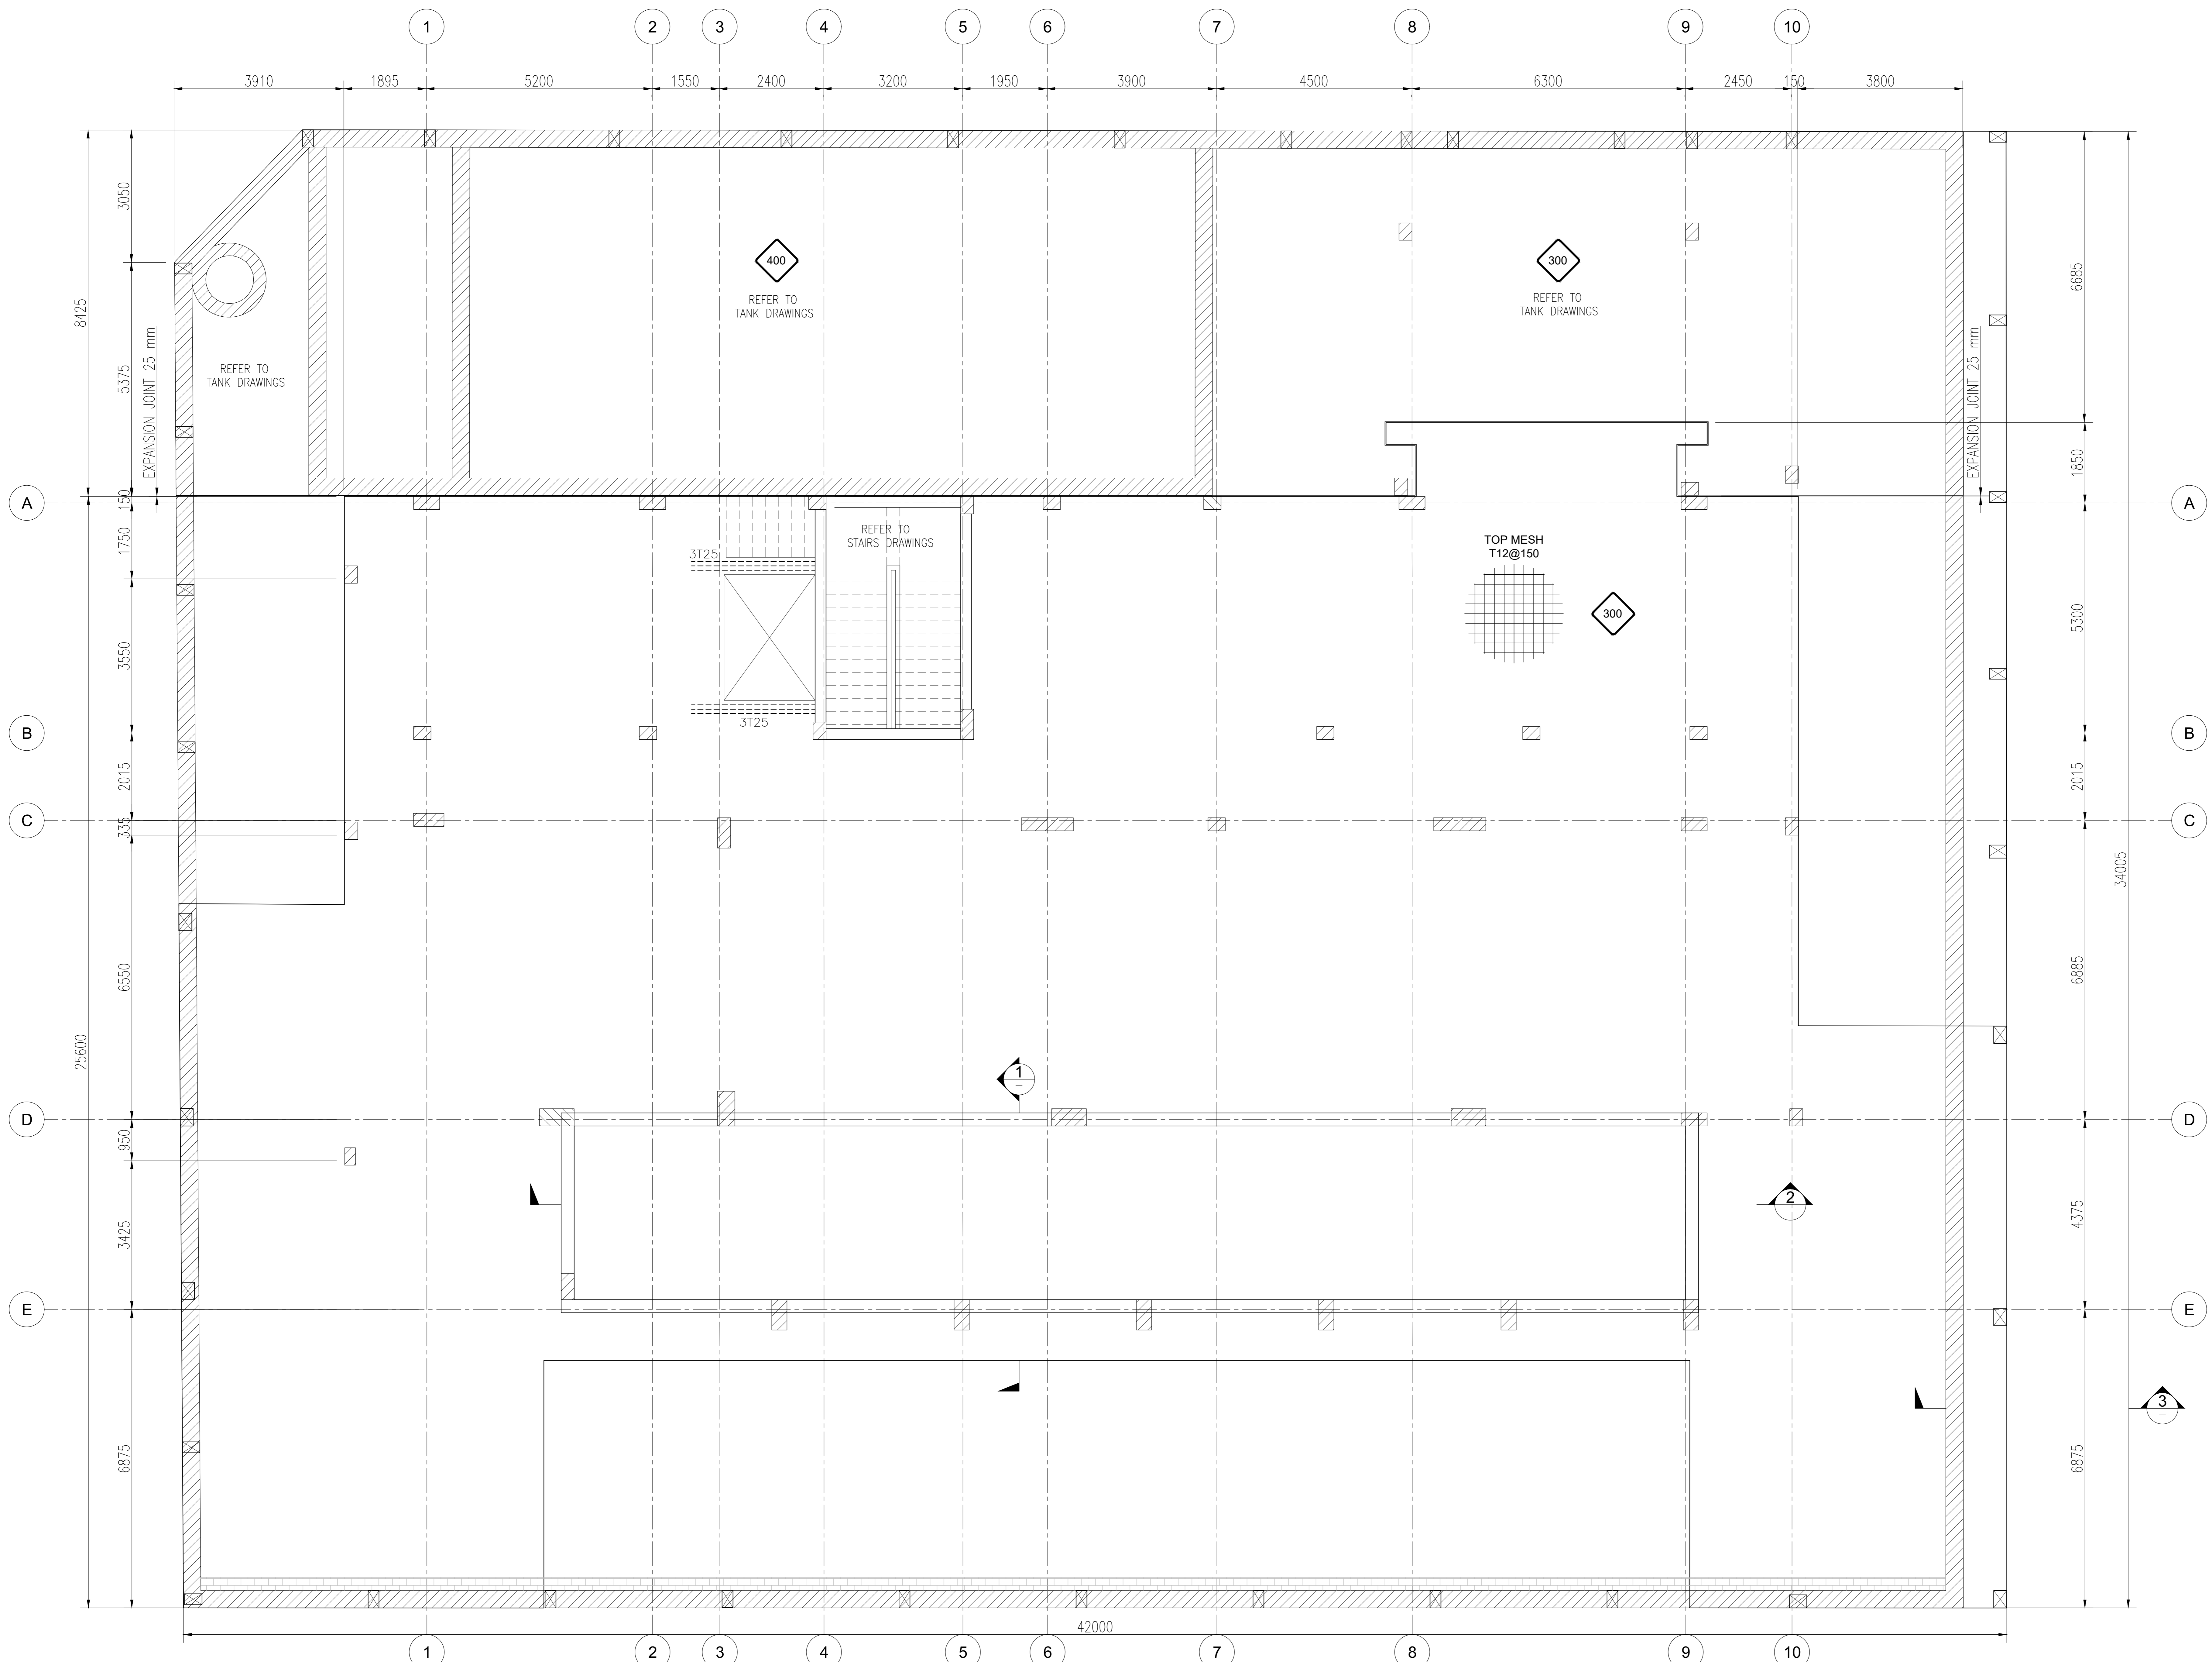 1 2 3 4 5 6 7 8 9 10
3910 1895 5200 1550 2400 3200 1950 3900 4500 6300 2450 150 3800
3050
8425
5375
EXPANSION JOINT 25 mm
150
1750
3550
2015
335
6550
25600
950
3425
6875
A
B
C
D
E
REFER TO
TANK DRAWINGS
400
REFER TO
TANK DRAWINGS
300
REFER TO
TANK DRAWINGS
REFER TO
STAIRS DRAWINGS
3T25
3T25
TOP MESH
T12@150
300
1
–
2
–
3
–
6685
EXPANSION JOINT 25 mm
1850
5300
2015
6885
34005
4375
6875
A
B
C
D
E
42000
1 2 3 4 5 6 7 8 9 10